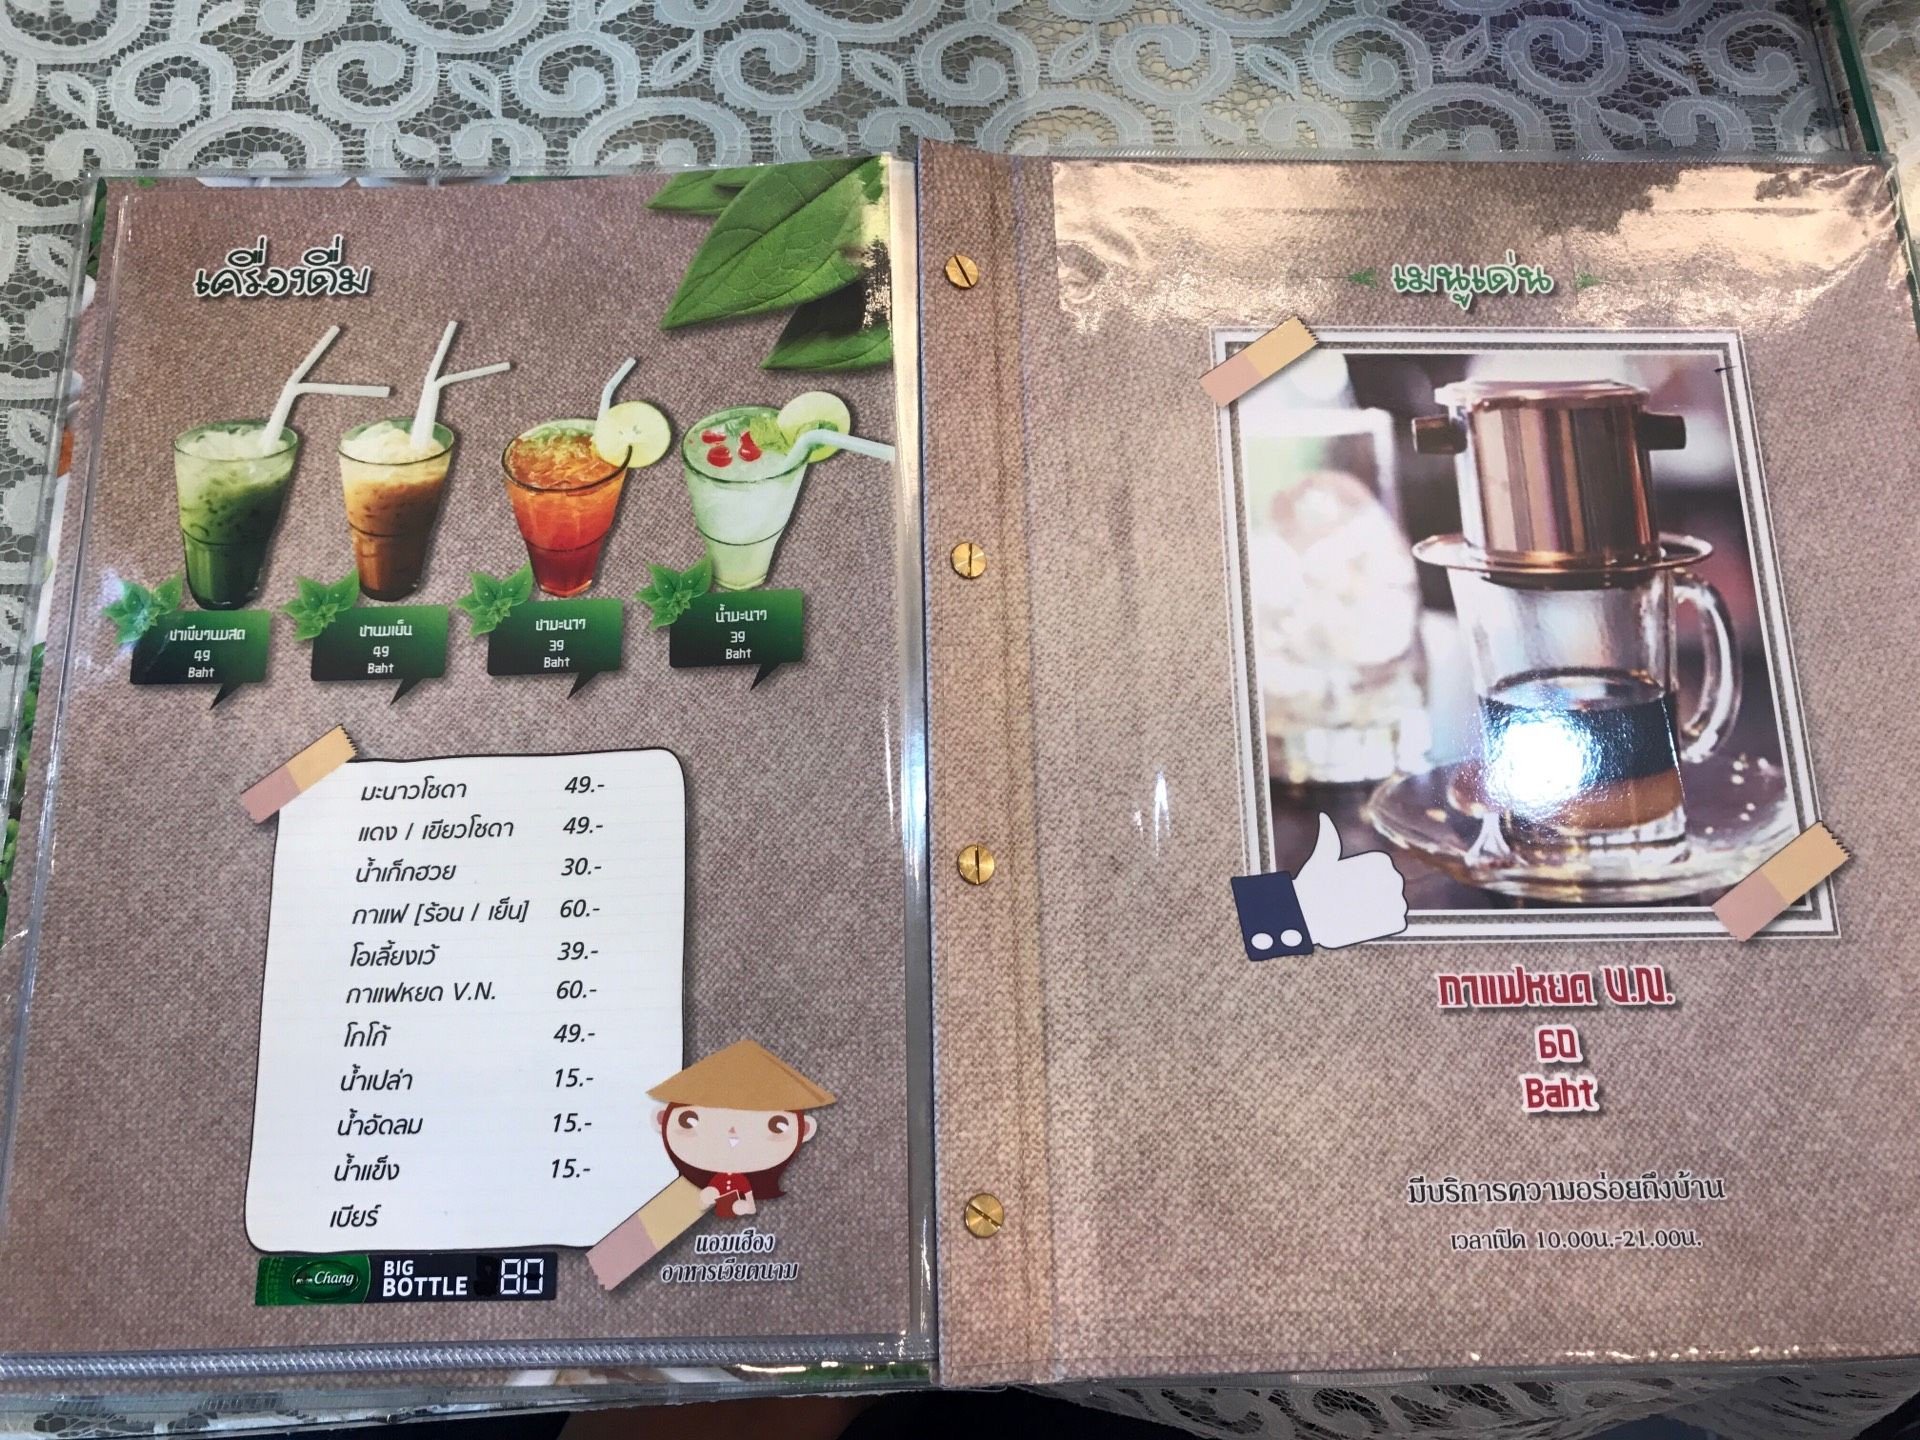 เครื่องดื่ม
ชาเขียวนมสด
49
Baht
ชานมเย็น
49
Baht
ชามะนาว
39
Baht
น้ำมะนาว
39
Baht
มะนาวโซดา 49.-
แดง / เขียวโซดา 49.-
น้ำเก็กฮวย 30.-
กาแฟ [ร้อน / เย็น] 60.-
โอเลี้ยงเว้ 39.-
กาแฟหยด V.N. 60.-
โกโก้ 49.-
น้ำเปล่า 15.-
น้ำอัดลม 15.-
น้ำแข็ง 15.-
เบียร์
Chang BIG BOTTLE 80
แอมเฮือง
อาหารเวียตนาม
เมนูเด่น
กาแฟหยด V.N.
60
Baht
มีบริการความอร่อยถึงบ้าน
เวลาเปิด 10.00น.-21.00น.